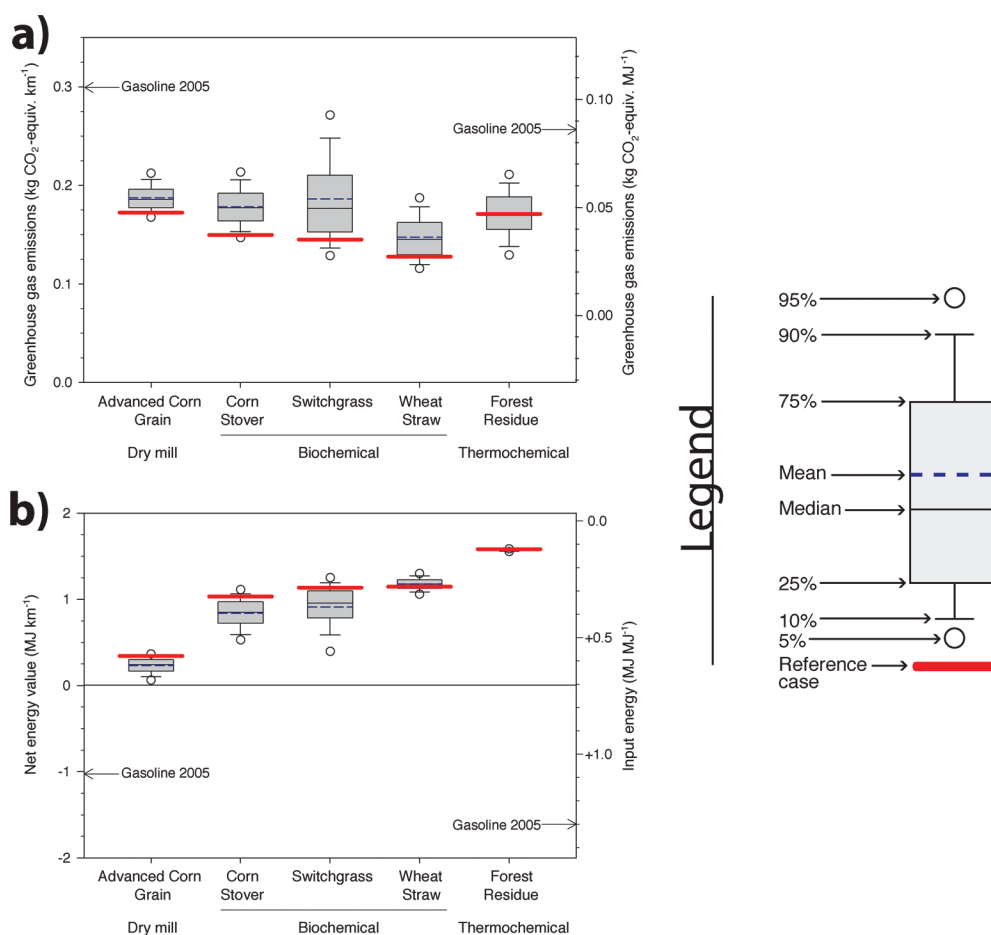 a)
Greenhouse gas emissions (kg CO₂-equiv. km⁻¹)
0.3
0.2
0.1
0.0
Gasoline 2005
Gasoline 2005
0.10
0.05
0.00
Greenhouse gas emissions (kg CO₂-equiv. MJ⁻¹)
Advanced Corn
Grain
Corn
Stover
Switchgrass
Wheat
Straw
Forest
Residue
Dry mill
Biochemical
Thermochemical
b)
Net energy value (MJ km⁻¹)
2
1
0
-1
-2
Gasoline 2005
Gasoline 2005
0.0
+0.5
+1.0
Input energy (MJ MJ⁻¹)
Advanced Corn
Grain
Corn
Stover
Switchgrass
Wheat
Straw
Forest
Residue
Dry mill
Biochemical
Thermochemical
Legend
95%
90%
75%
Mean
Median
25%
10%
5%
Reference
case